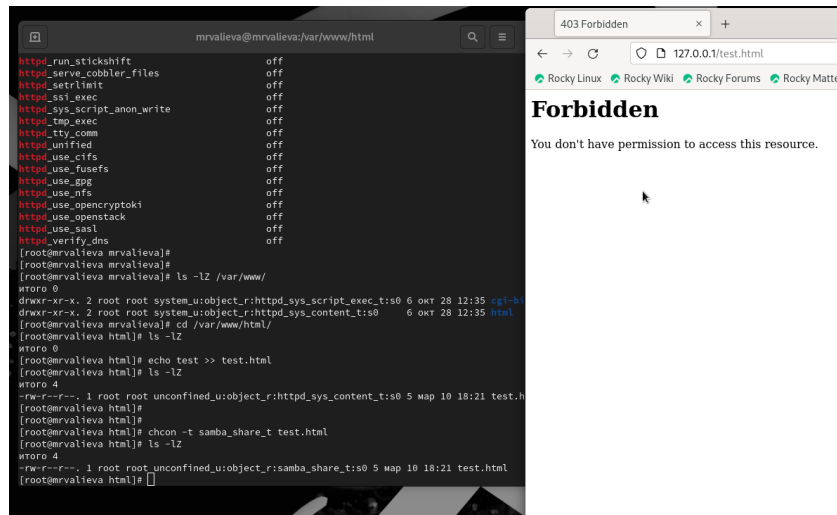 mrvalieva@mrvalieva:/var/www/html
httpd_run_stickshift off
httpd_serve_cobbler_files off
httpd_setrlimit off
httpd_ssi_exec off
httpd_sys_script_anon_write off
httpd_tmp_exec off
httpd_tty_comm off
httpd_unified off
httpd_use_cifs off
httpd_use_fusefs off
httpd_use_gpg off
httpd_use_nfs off
httpd_use_opencryptoki off
httpd_use_openstack off
httpd_use_sasl off
httpd_verify_dns off
[root@mrvalieva mrvalieva]#
[root@mrvalieva mrvalieva]#
[root@mrvalieva mrvalieva]# ls -lZ /var/www/
итого 0
drwxr-xr-x. 2 root root system_u:object_r:httpd_sys_script_exec_t:s0 6 окт 28 12:35 cgi-bi
drwxr-xr-x. 2 root root system_u:object_r:httpd_sys_content_t:s0 6 окт 28 12:35 html
[root@mrvalieva mrvalieva]# cd /var/www/html/
[root@mrvalieva html]# ls -lZ
итого 0
[root@mrvalieva html]# echo test >> test.html
[root@mrvalieva html]# ls -lZ
итого 4
-rw-r--r--. 1 root root unconfined_u:object_r:httpd_sys_content_t:s0 5 мар 10 18:21 test.h
[root@mrvalieva html]#
[root@mrvalieva html]#
[root@mrvalieva html]# chcon -t samba_share_t test.html
[root@mrvalieva html]# ls -lZ
итого 4
-rw-r--r--. 1 root root unconfined_u:object_r:samba_share_t:s0 5 мар 10 18:21 test.html
[root@mrvalieva html]#
403 Forbidden
127.0.0.1/test.html
Rocky Linux Rocky Wiki Rocky Forums Rocky Matte
Forbidden
You don't have permission to access this resource.